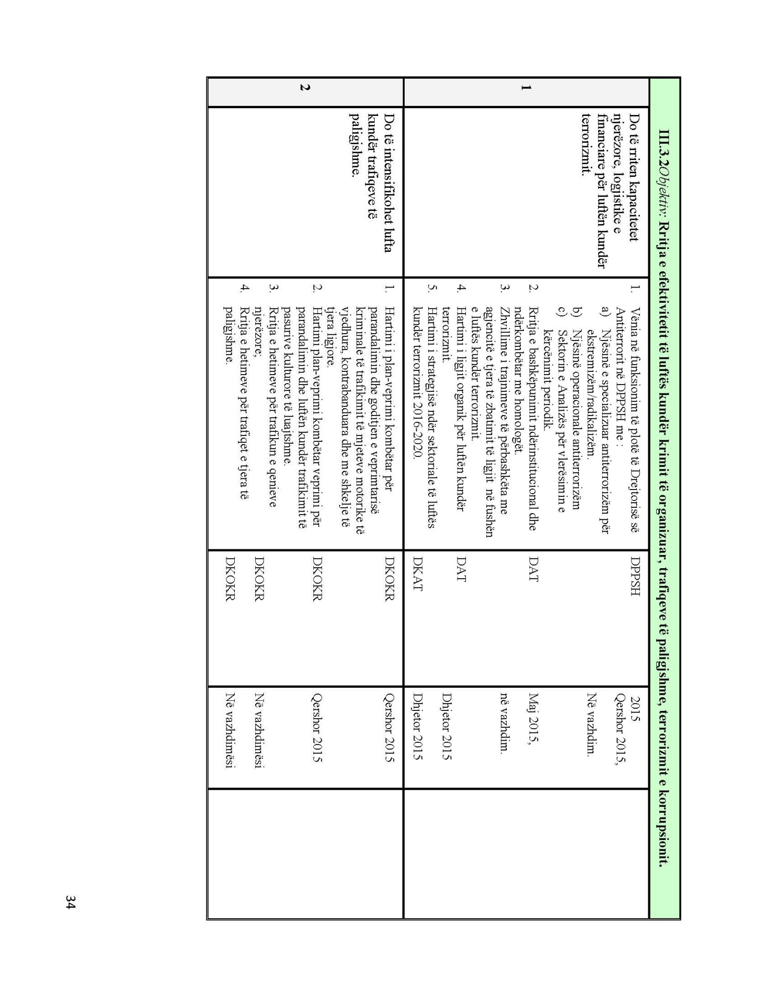 III.3.2Objektiv: Rritja e efektivitetit të luftës kundër krimit të organizuar, trafiqeve të paligjshme, terrorizmit e korrupsionit.
1
Do të rriten kapacitetet
njerëzore, logjistike e
financiare për luftën kundër
terrorizmit.
1. Vënia në funksionim të plotë të Drejtorisë së
Antiterrorit në DPPSH me :
a) Njësinë e specializuar antiterrorizëm për
ekstremizëm/radikalizëm.
b) Njësinë operacionale antiterrorizëm
c) Sektorin e Analizës për vlerësimin e
kërcënimit periodik.
2. Rritja e bashkëpunimit ndërinstitucional dhe
ndërkombëtar me homologët.
3. Zhvillime i trajnimeve të përbashkëta me
agjencitë e tjera të zbatimit të ligjit në fushën
e luftës kundër terrorizmit.
4. Hartimi i ligjit organik për luftën kundër
terrorizmit.
5. Hartimi i strategjisë ndër sektoriale të luftës
kundër terrorizmit 2016-2020.
DPPSH
DAT
DAT
DKAT
2015
Qershor 2015,
Në vazhdim.
Maj 2015,
në vazhdim.
Dhjetor 2015
Dhjetor 2015
2
Do të intensifikohet lufta
kundër trafiqeve të
paligjshme.
1. Hartimi i plan-veprimi kombëtar për
parandalimin dhe goditjen e veprimtarisë
kriminale të trafikimit të mjeteve motorike të
vjedhura, kontrabanduara dhe me shkelje të
tjera ligjore.
2. Hartimi plan-veprimi kombëtar veprimi për
parandalimin dhe luftën kundër trafikimit të
pasurive kulturore të luajtshme.
3. Rritja e hetimeve për trafikun e qenieve
njerëzore;
4. Rritja e hetimeve për trafiqet e tjera të
paligjshme.
DKOKR
DKOKR
DKOKR
DKOKR
Qershor 2015
Qershor 2015
Në vazhdimësi
Në vazhdimësi
34